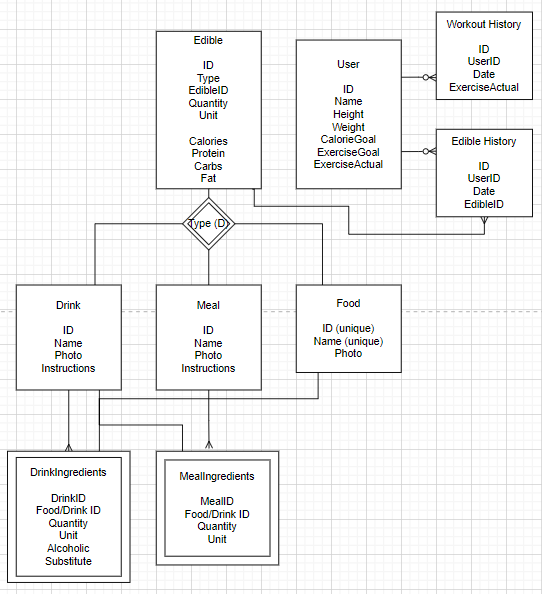 Edible
ID
Type
EdibleID
Quantity
Unit
Calories
Protein
Carbs
Fat
User
ID
Name
Height
Weight
CalorieGoal
ExerciseGoal
ExerciseActual
Workout History
ID
UserID
Date
ExerciseActual
Edible History
ID
UserID
Date
EdibleID
Type (D)
Drink
ID
Name
Photo
Instructions
Meal
ID
Name
Photo
Instructions
Food
ID (unique)
Name (unique)
Photo
DrinkIngredients
DrinkID
Food/Drink ID
Quantity
Unit
Alcoholic
Substitute
MealIngredients
MealID
Food/Drink ID
Quantity
Unit